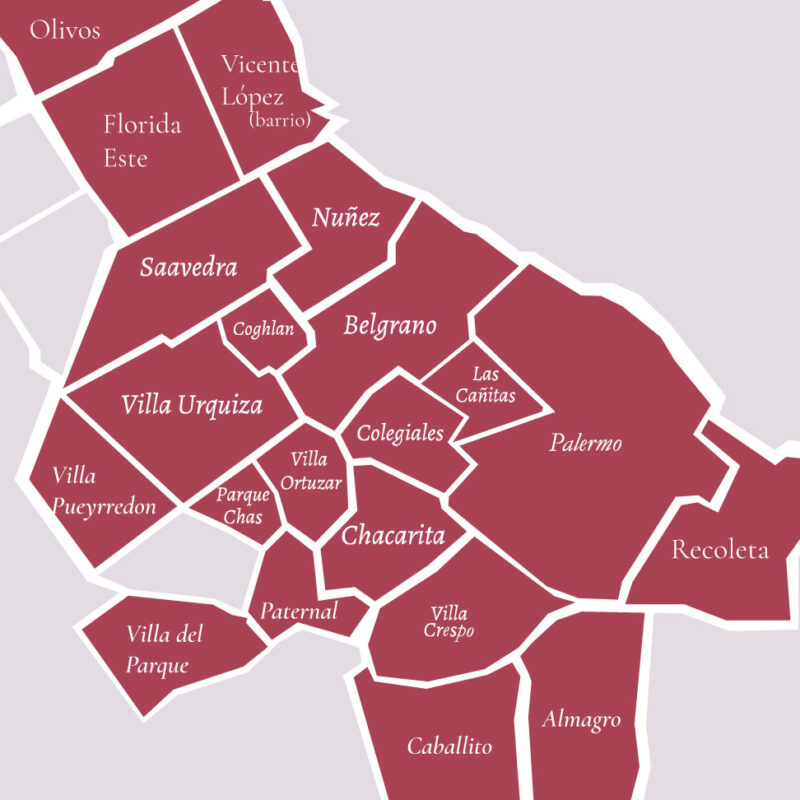 Olivos
Vicente
López
(barrio)
Florida
Este
Nuñez
Saavedra
Coghlan
Belgrano
Las
Cañitas
Villa Urquiza
Colegiales
Palermo
Villa
Pueyrredon
Villa
Ortuzar
Parque
Chas
Chacarita
Recoleta
Paternal
Villa
Crespo
Villa del
Parque
Almagro
Caballito